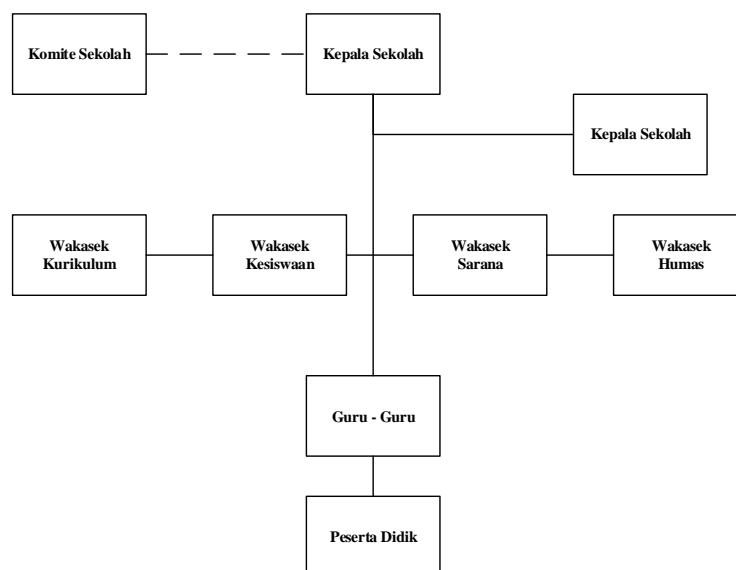 Komite Sekolah
Kepala Sekolah
Kepala Sekolah
Wakasek
Kurikulum
Wakasek
Kesiswaan
Wakasek
Sarana
Wakasek
Humas
Guru - Guru
Peserta Didik